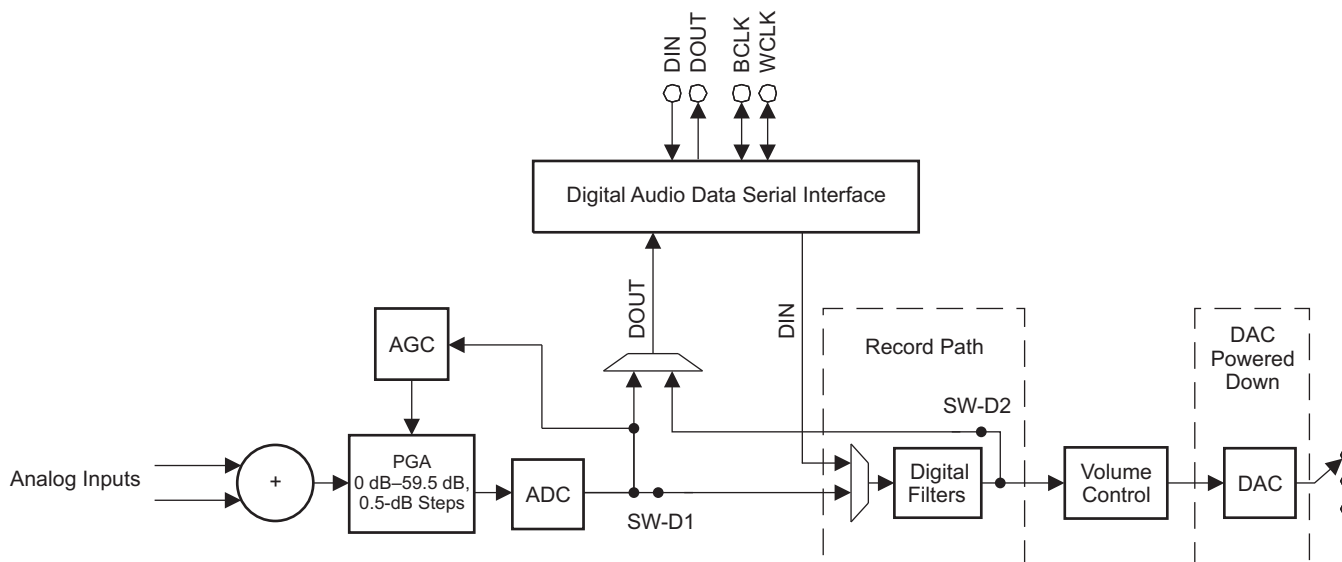 DIN
DOUT
BCLK
WCLK
Digital Audio Data Serial Interface
DOUT
DIN
AGC
Record Path
DAC
Powered
Down
SW-D2
Analog Inputs
+
PGA
0 dB–59.5 dB,
0.5-dB Steps
ADC
SW-D1
Digital
Filters
Volume
Control
DAC